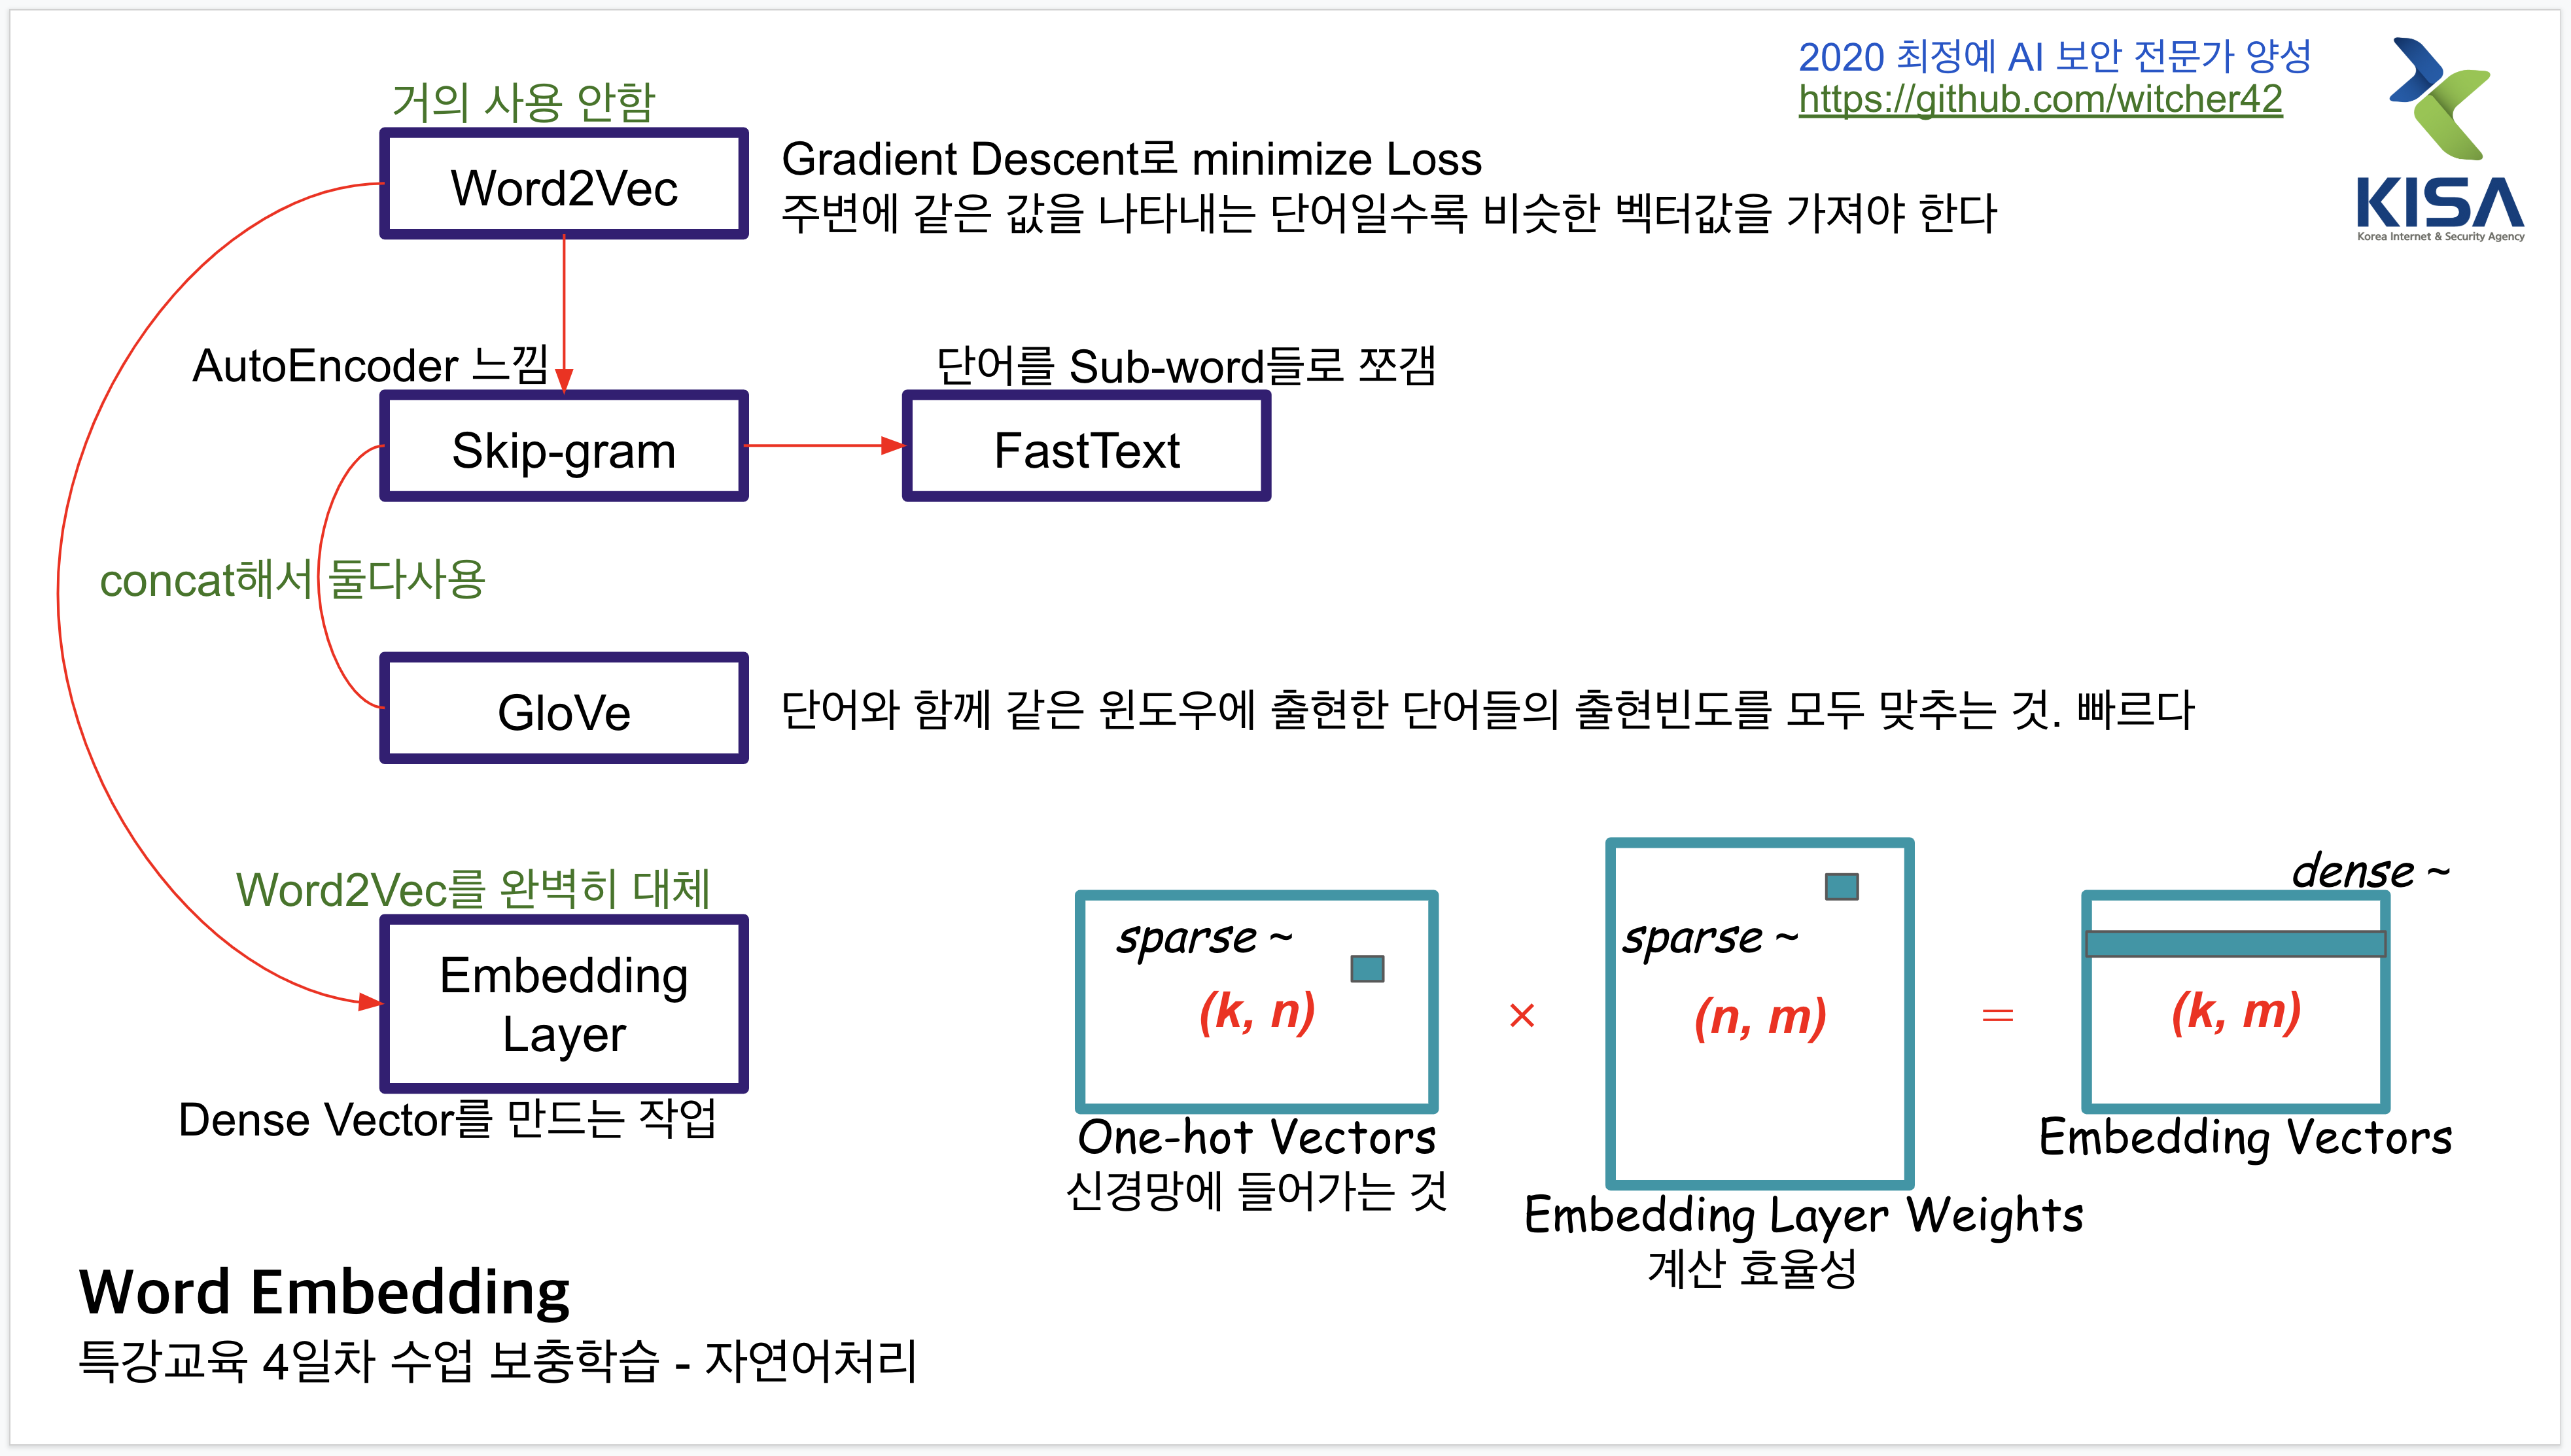 2020 최정예 AI 보안 전문가 양성
https://github.com/witcher42
KISA
Korea Internet & Security Agency
거의 사용 안함
Word2Vec
Gradient Descent로 minimize Loss
주변에 같은 값을 나타내는 단어일수록 비슷한 벡터값을 가져야 한다
AutoEncoder 느낌
Skip-gram
단어를 Sub-word들로 쪼갬
FastText
concat해서 둘다사용
GloVe
단어와 함께 같은 윈도우에 출현한 단어들의 출현빈도를 모두 맞추는 것. 빠르다
Word2Vec를 완벽히 대체
Embedding
Layer
Dense Vector를 만드는 작업
sparse ~
(k, n)
One-hot Vectors
신경망에 들어가는 것
×
sparse ~
(n, m)
Embedding Layer Weights
계산 효율성
=
dense ~
(k, m)
Embedding Vectors
Word Embedding
특강교육 4일차 수업 보충학습 - 자연어처리